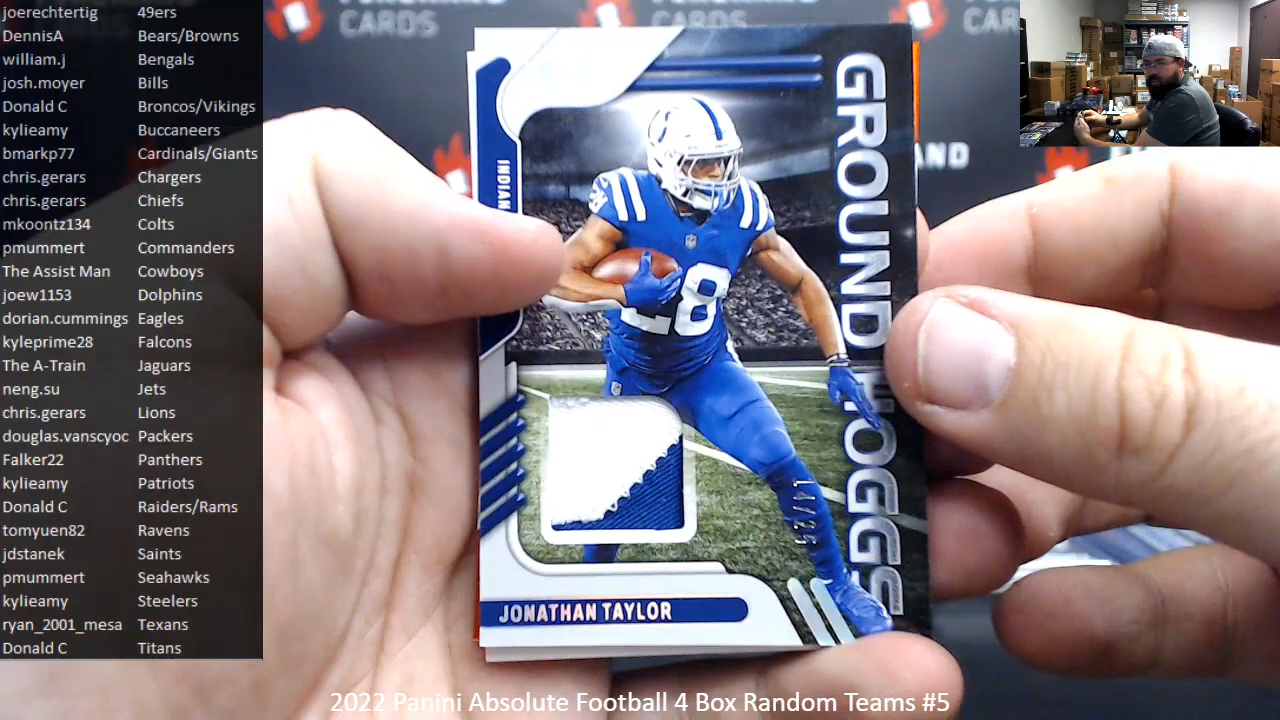 joerechtertig 49ers
DennisA Bears/Browns
william.j Bengals
josh.moyer Bills
Donald C Broncos/Vikings
kylieamy Buccaneers
bmarkp77 Cardinals/Giants
chris.gerars Chargers
chris.gerars Chiefs
mkoontz134 Colts
pmummert Commanders
The Assist Man Cowboys
joew1153 Dolphins
dorian.cummings Eagles
kyleprime28 Falcons
The A-Train Jaguars
neng.su Jets
chris.gerars Lions
douglas.vanscyoc Packers
Falker22 Panthers
kylieamy Patriots
Donald C Raiders/Rams
tomyuen82 Ravens
jdstanek Saints
pmummert Seahawks
kylieamy Steelers
ryan_2001_mesa Texans
Donald C Titans
CARDS
CARDS
INDIAN
GROUND HOGGS
28
JONATHAN TAYLOR
2022 Panini Absolute Football 4 Box Random Teams #5